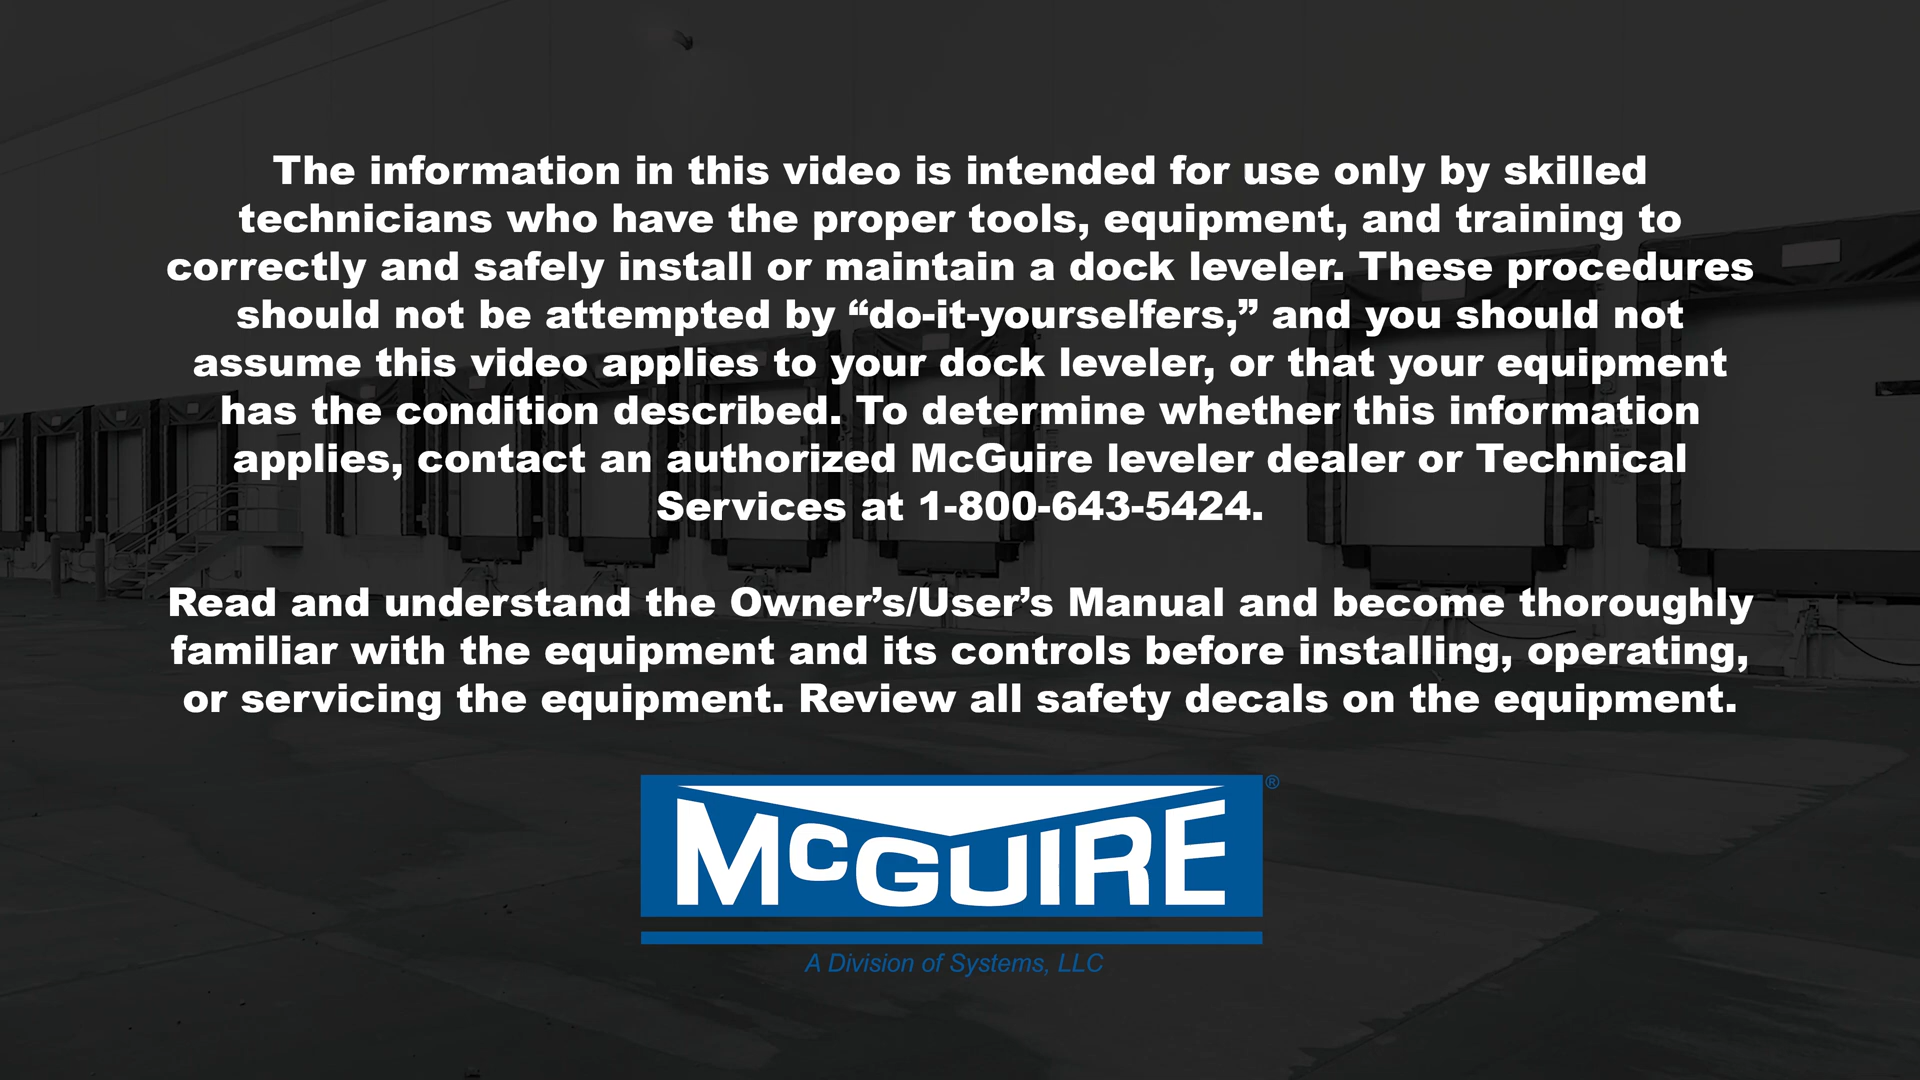 The information in this video is intended for use only by skilled
technicians who have the proper tools, equipment, and training to
correctly and safely install or maintain a dock leveler. These procedures
should not be attempted by “do-it-yourselfers,” and you should not
assume this video applies to your dock leveler, or that your equipment
has the condition described. To determine whether this information
applies, contact an authorized McGuire leveler dealer or Technical
Services at 1-800-643-5424.
Read and understand the Owner’s/User’s Manual and become thoroughly
familiar with the equipment and its controls before installing, operating,
or servicing the equipment. Review all safety decals on the equipment.
McGUIRE®
A Division of Systems, LLC